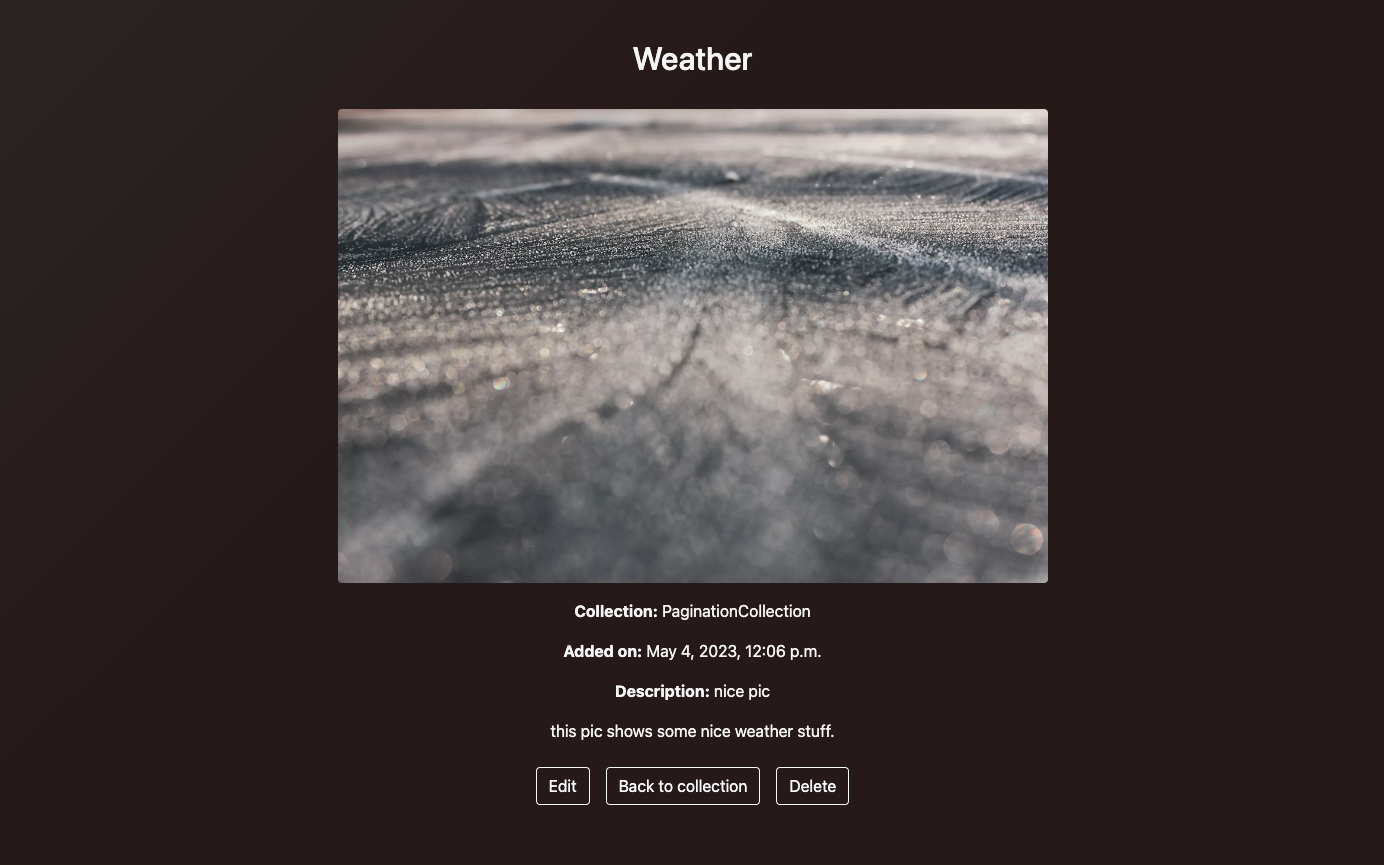 Weather
Collection: PaginationCollection
Added on: May 4, 2023, 12:06 p.m.
Description: nice pic
this pic shows some nice weather stuff.
Edit Back to collection Delete